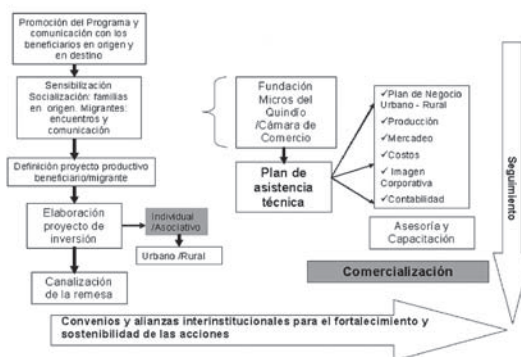 Promoción del Programa y
comunicación con los
beneficiarios en origen y
en destino
Sensibilización
Socialización: familias
en origen. Migrantes:
encuentros y
comunicación
Definición proyecto productivo
beneficiario/migrante
Elaboración
proyecto de
inversión
Individual
/Asociativo
Urbano /Rural
Canalización
de la remesa
Fundación
Micros del
Quindío
/Cámara de
Comercio
Plan de
asistencia
técnica
✓Plan de Negocio
Urbano - Rural
✓Producción
✓Mercadeo
✓Costos
✓ Imagen
Corporativa
✓Contabilidad
Asesoría y
Capacitación
Comercialización
Seguimiento
Convenios y alianzas interinstitucionales para el fortalecimiento y
sostenibilidad de las acciones